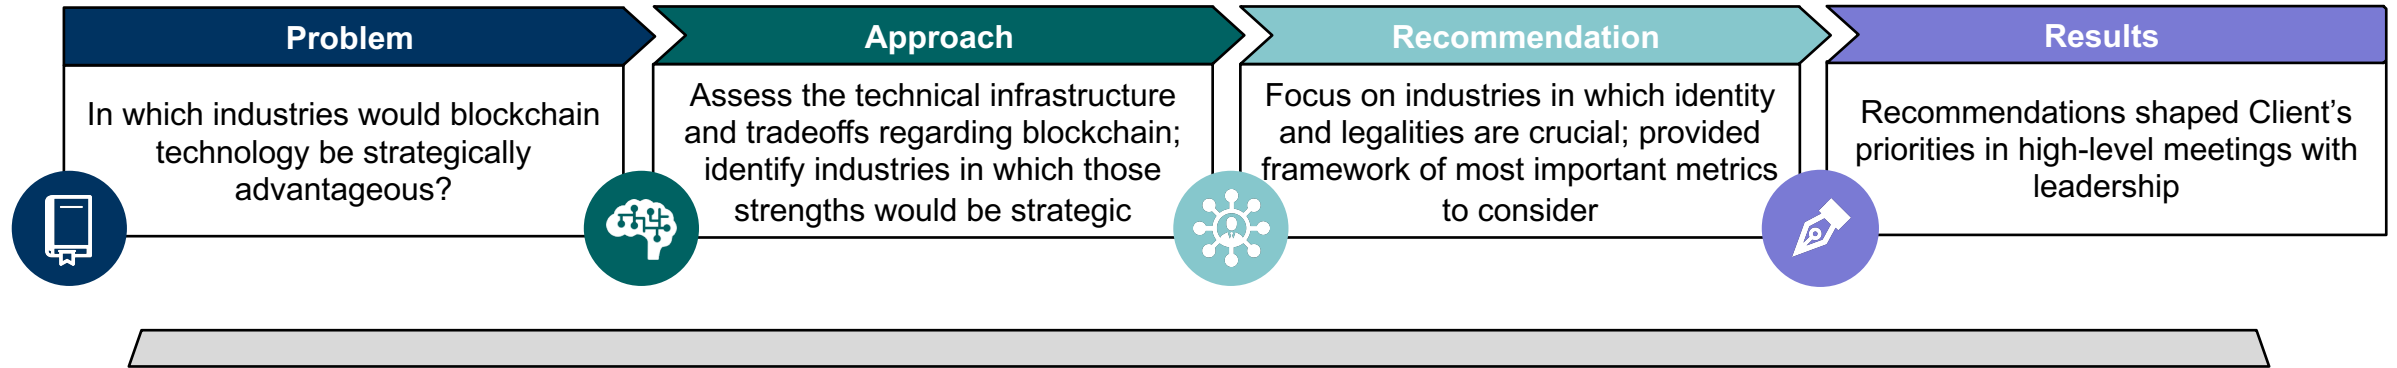 Problem
In which industries would blockchain
technology be strategically
advantageous?
Approach
Assess the technical infrastructure
and tradeoffs regarding blockchain;
identify industries in which those
strengths would be strategic
Recommendation
Focus on industries in which identity
and legalities are crucial; provided
framework of most important metrics
to consider
Results
Recommendations shaped Client’s
priorities in high-level meetings with
leadership